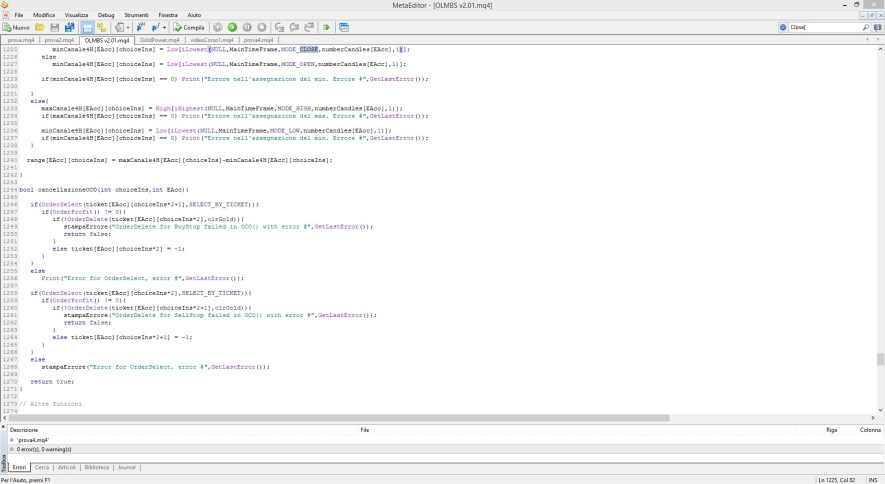 MetaEditor - [OLMBS v2.01.mq4]
File Modifica Visualizza Debug Strumenti Finestra Aiuto
Nuovo Compila Close(
prova.mq4 prova2.mq4 OLMBS v2.01.mq4 GoldPower.mq4 videoCorso1.mq4 prova4.mq4
1225 minCanale4H[EAcc][choiceIns] = Low[iLowest(NULL,MainTimeFrame,MODE_CLOSE,numberCandles[EAcc],1)];
1226 else
1227 minCanale4H[EAcc][choiceIns] = Low[iLowest(NULL,MainTimeFrame,MODE_OPEN,numberCandles[EAcc],1)];
1228
1229 if(minCanale4H[EAcc][choiceIns] == 0) Print("Errore nell'assegnazione del min. Errore #",GetLastError());
1230
1231 }
1232 else{
1233 maxCanale4H[EAcc][choiceIns] = High[iHighest(NULL,MainTimeFrame,MODE_HIGH,numberCandles[EAcc],1)];
1234 if(maxCanale4H[EAcc][choiceIns] == 0) Print("Errore nell'assegnazione del max. Errore #",GetLastError());
1235
1236 minCanale4H[EAcc][choiceIns] = Low[iLowest(NULL,MainTimeFrame,MODE_LOW,numberCandles[EAcc],1)];
1237 if(minCanale4H[EAcc][choiceIns] == 0) Print("Errore nell'assegnazione del min. Errore #",GetLastError());
1238 }
1239
1240 range[EAcc][choiceIns] = maxCanale4H[EAcc][choiceIns]-minCanale4H[EAcc][choiceIns];
1241
1242 }
1243
1244 bool cancellazioneOCO(int choiceIns,int EAcc){
1245
1246 if(OrderSelect(ticket[EAcc][choiceIns*2+1],SELECT_BY_TICKET)){
1247 if(OrderProfit() != 0){
1248 if(!OrderDelete(ticket[EAcc][choiceIns*2],clrGold)){
1249 stampaErrore("OrderDelete for BuyStop failed in OCO() with error #",GetLastError());
1250 return false;
1251 }
1252 else ticket[EAcc][choiceIns*2] = -1;
1253 }
1254 }
1255 else
1256 Print("Error for OrderSelect, error #",GetLastError());
1257
1258 if(OrderSelect(ticket[EAcc][choiceIns*2],SELECT_BY_TICKET)){
1259 if(OrderProfit() != 0){
1260 if(!OrderDelete(ticket[EAcc][choiceIns*2+1],clrGold)){
1261 stampaErrore("OrderDelete for SellStop failed in OCO() with error #",GetLastError());
1262 return false;
1263 }
1264 else ticket[EAcc][choiceIns*2+1] = -1;
1265 }
1266 }
1267 else
1268 stampaErrore("Error for OrderSelect, error #",GetLastError());
1269
1270 return true;
1271 }
1272
1273 // Altre funzioni
1274
Descrizione File Riga Colonna
'prova4.mq4'
0 error(s), 0 warning(s)
Toolbox
Errori Cerca Articoli Biblioteca Journal
Per l'Aiuto, premi F1 Ln 1225, Col 82 INS